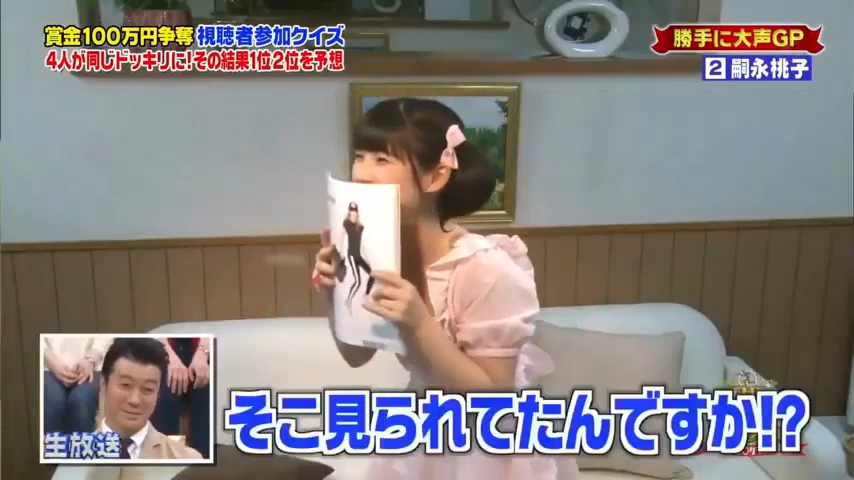 賞金100万円争奪 視聴者参加クイズ
4人が同じドッキリに!その結果1位2位を予想
勝手に大声GP
2 嗣永桃子
生放送
そこ見られてたんですか!?